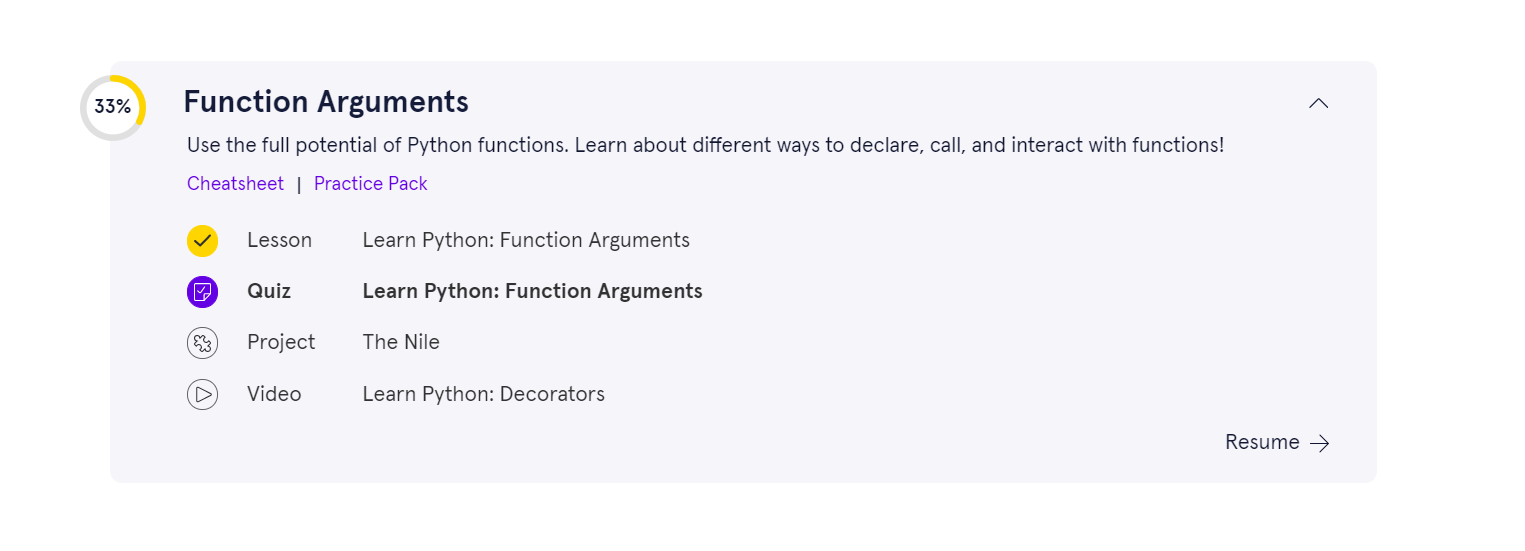 33%
Function Arguments
Use the full potential of Python functions. Learn about different ways to declare, call, and interact with functions!
Cheatsheet | Practice Pack
Lesson Learn Python: Function Arguments
Quiz Learn Python: Function Arguments
Project The Nile
Video Learn Python: Decorators
Resume